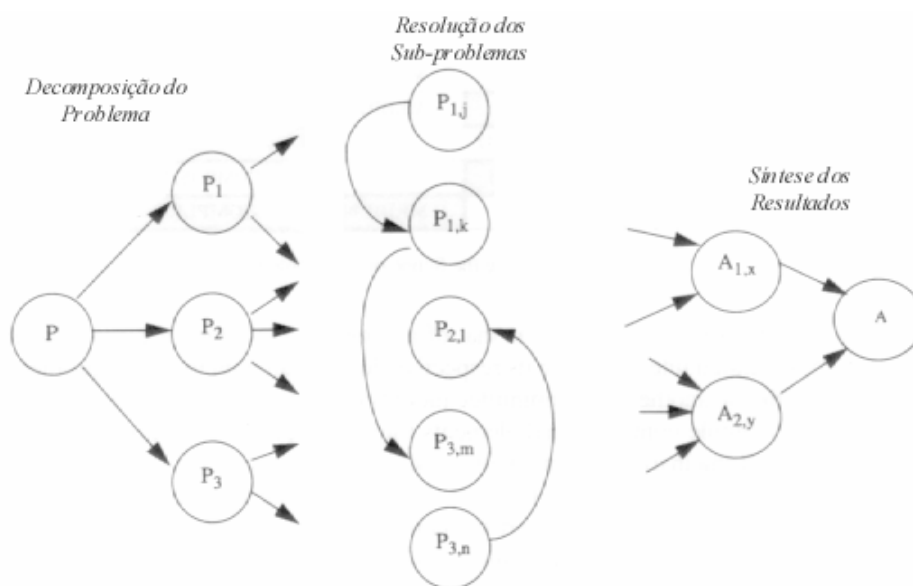 Resolução dos
Sub-problemas
Decomposição do
Problema
Síntese dos
Resultados
P
P1
P2
P3
P1,j
P1,k
P2,l
P3,m
P3,n
A1,x
A2,y
A